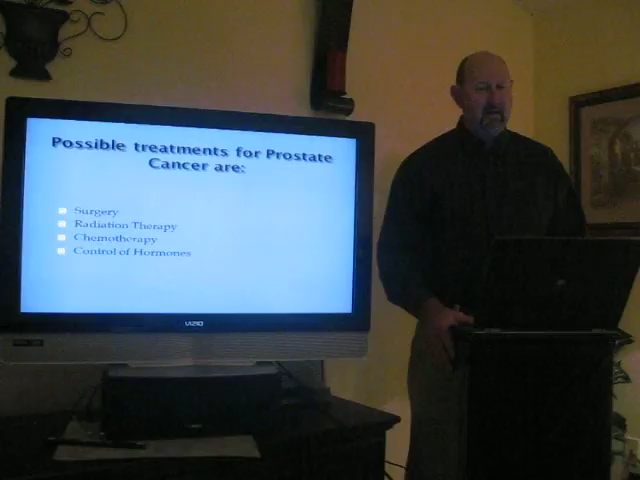 Possible treatments for Prostate
Cancer are:
Surgery
Radiation Therapy
Chemotherapy
Control of Hormones
VIZIO